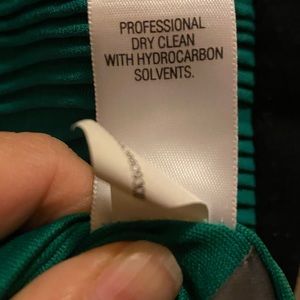 PROFESSIONAL
DRY CLEAN
WITH HYDROCARBON
SOLVENTS.